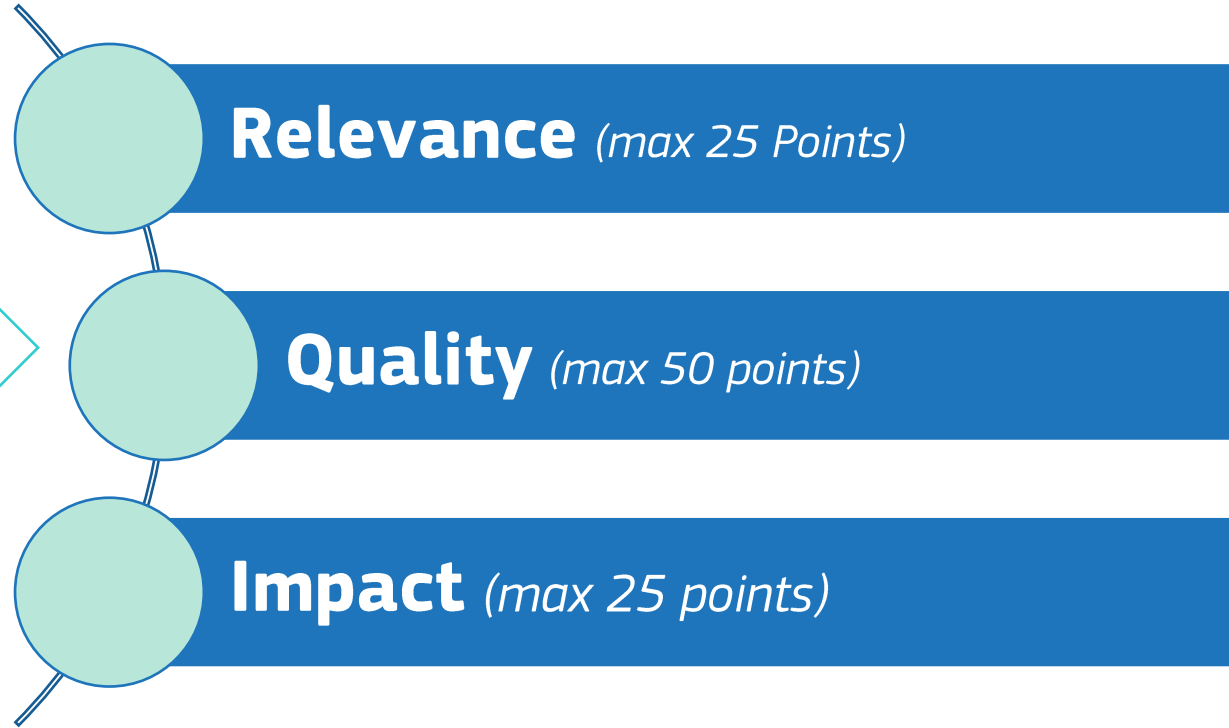 Relevance (max 25 Points)
Quality (max 50 points)
Impact (max 25 points)